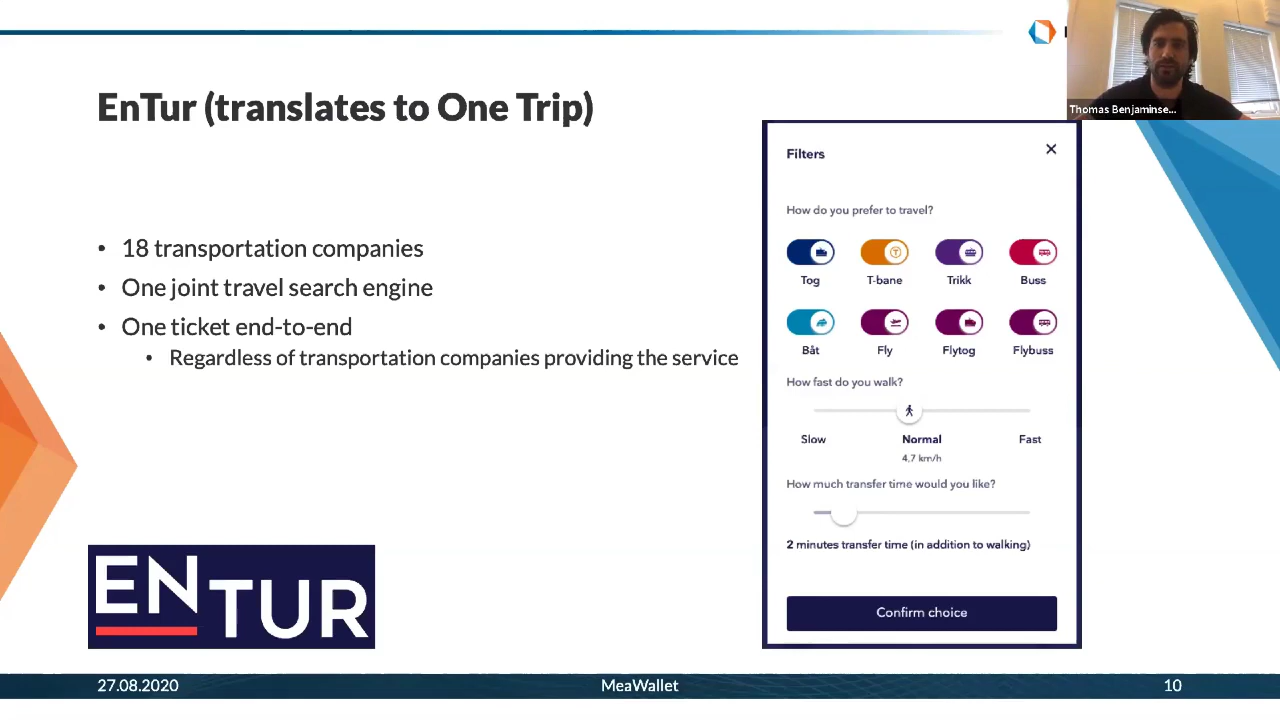 Thomas Benjaminse...
EnTur (translates to One Trip)
• 18 transportation companies
• One joint travel search engine
• One ticket end-to-end
• Regardless of transportation companies providing the service
Filters
How do you prefer to travel?
Tog T-bane Trikk Buss
Båt Fly Flytog Flybuss
How fast do you walk?
Slow Normal Fast
4,7 km/h
How much transfer time would you like?
2 minutes transfer time (in addition to walking)
Confirm choice
EN TUR
27.08.2020 MeaWallet 10